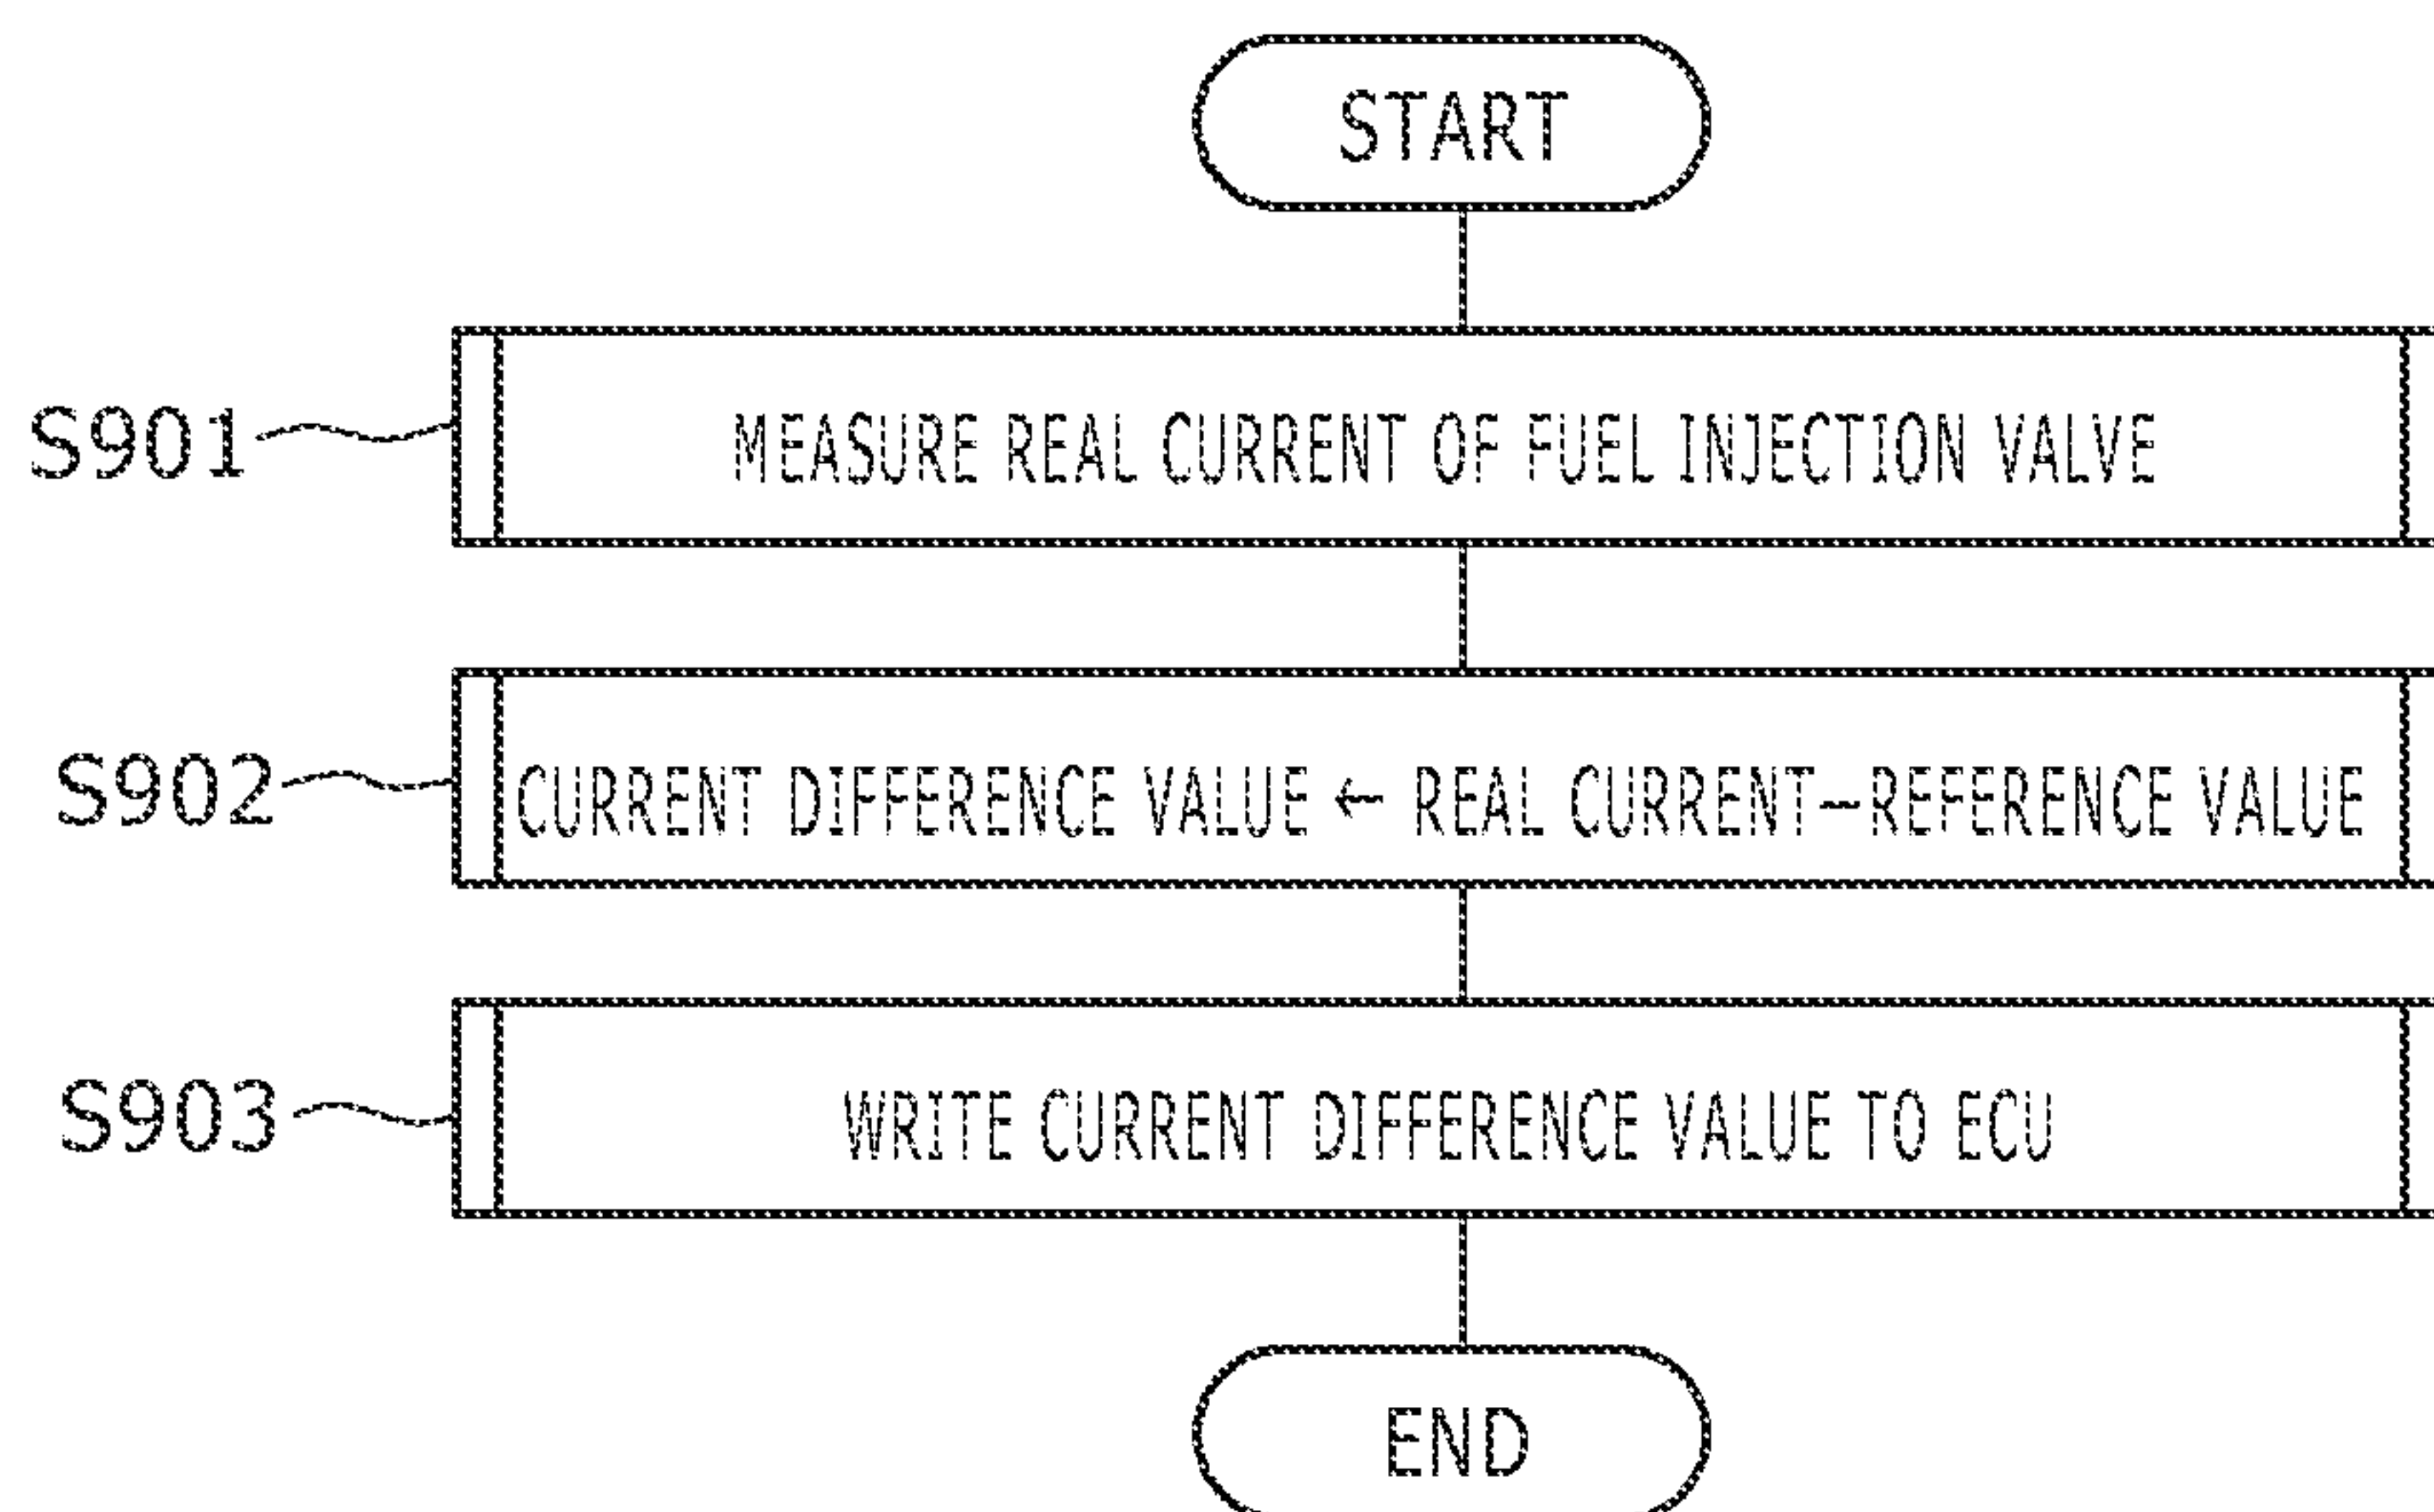 START
S901 MEASURE REAL CURRENT OF FUEL INJECTION VALVE
S902 CURRENT DIFFERENCE VALUE ← REAL CURRENT−REFERENCE VALUE
S903 WRITE CURRENT DIFFERENCE VALUE TO ECU
END